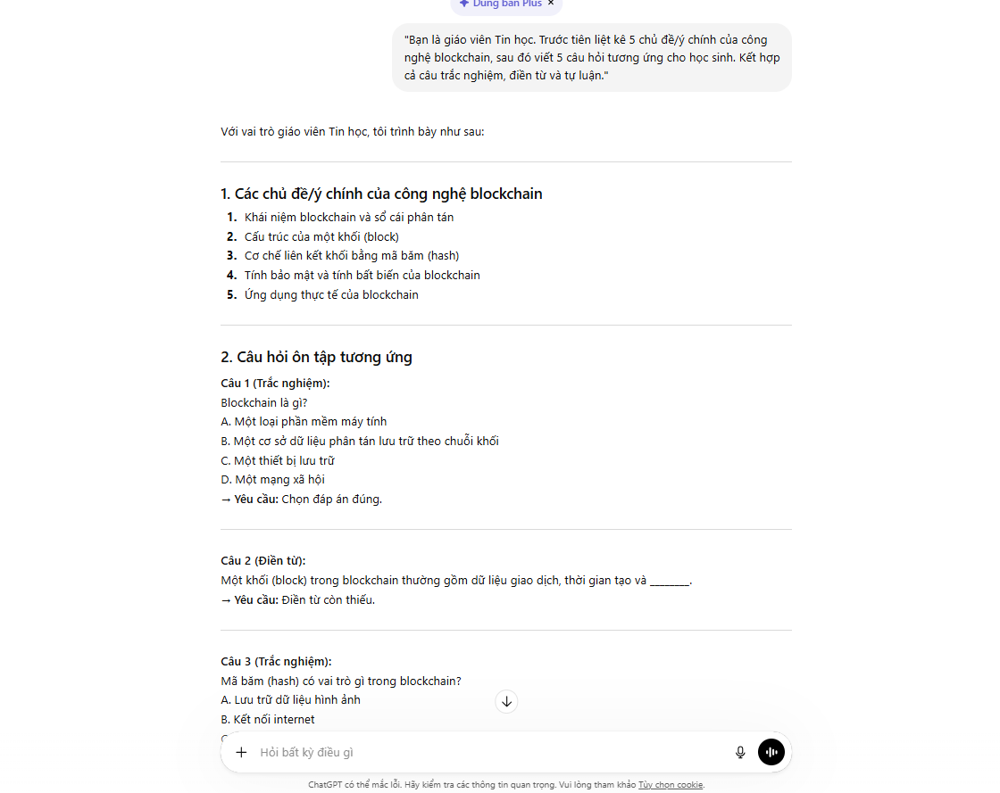 Dùng bản Plus ×
"Bạn là giáo viên Tin học. Trước tiên liệt kê 5 chủ đề/ý chính của công
nghệ blockchain, sau đó viết 5 câu hỏi tương ứng cho học sinh. Kết hợp
cả câu trắc nghiệm, điền từ và tự luận."
Với vai trò giáo viên Tin học, tôi trình bày như sau:
1. Các chủ đề/ý chính của công nghệ blockchain
1. Khái niệm blockchain và sổ cái phân tán
2. Cấu trúc của một khối (block)
3. Cơ chế liên kết khối bằng mã băm (hash)
4. Tính bảo mật và tính bất biến của blockchain
5. Ứng dụng thực tế của blockchain
2. Câu hỏi ôn tập tương ứng
Câu 1 (Trắc nghiệm):
Blockchain là gì?
A. Một loại phần mềm máy tính
B. Một cơ sở dữ liệu phân tán lưu trữ theo chuỗi khối
C. Một thiết bị lưu trữ
D. Một mạng xã hội
→ Yêu cầu: Chọn đáp án đúng.
Câu 2 (Điền từ):
Một khối (block) trong blockchain thường gồm dữ liệu giao dịch, thời gian tạo và ________.
→ Yêu cầu: Điền từ còn thiếu.
Câu 3 (Trắc nghiệm):
Mã băm (hash) có vai trò gì trong blockchain?
A. Lưu trữ dữ liệu hình ảnh
B. Kết nối internet
Hỏi bất kỳ điều gì
ChatGPT có thể mắc lỗi. Hãy kiểm tra các thông tin quan trọng. Vui lòng tham khảo Tùy chọn cookie.